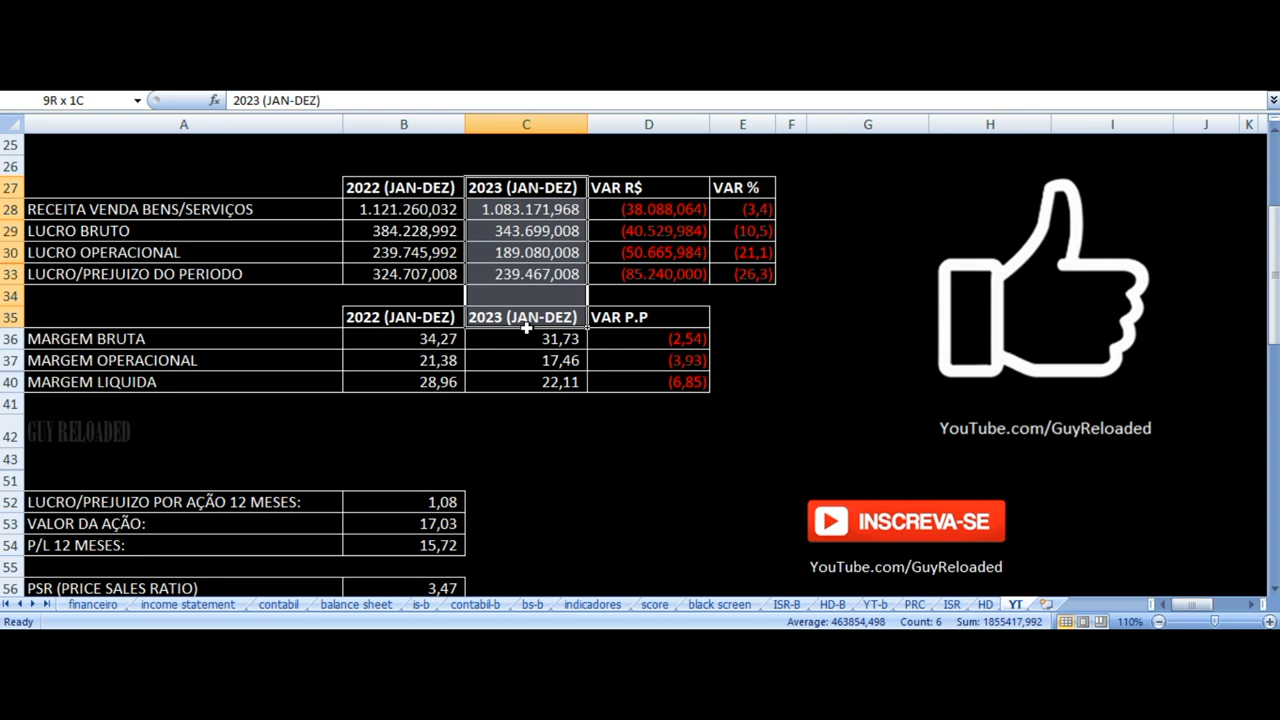 9R x 1C fx 2023 (JAN-DEZ)
A B C D E F G H I J K
25
26
27 2022 (JAN-DEZ) 2023 (JAN-DEZ) VAR R$ VAR %
28 RECEITA VENDA BENS/SERVIÇOS 1.121.260,032 1.083.171,968 (38.088,064) (3,4)
29 LUCRO BRUTO 384.228,992 343.699,008 (40.529,984) (10,5)
30 LUCRO OPERACIONAL 239.745,992 189.080,008 (50.665,984) (21,1)
33 LUCRO/PREJUIZO DO PERIODO 324.707,008 239.467,008 (85.240,000) (26,3)
34
35 2022 (JAN-DEZ) 2023 (JAN-DEZ) VAR P.P
36 MARGEM BRUTA 34,27 31,73 (2,54)
37 MARGEM OPERACIONAL 21,38 17,46 (3,93)
40 MARGEM LIQUIDA 28,96 22,11 (6,85)
41
YouTube.com/GuyReloaded
42 GUY RELOADED
43
51
52 LUCRO/PREJUIZO POR AÇÃO 12 MESES: 1,08
53 VALOR DA AÇÃO: 17,03
INSCREVA-SE
54 P/L 12 MESES: 15,72
55
YouTube.com/GuyReloaded
56 PSR (PRICE SALES RATIO) 3,47
financeiro income statement contabil balance sheet is-b contabil-b bs-b indicadores score black screen ISR-B HD-B YT-b PRC ISR HD YT
Ready Average: 463854,498 Count: 6 Sum: 1855417,992 110%